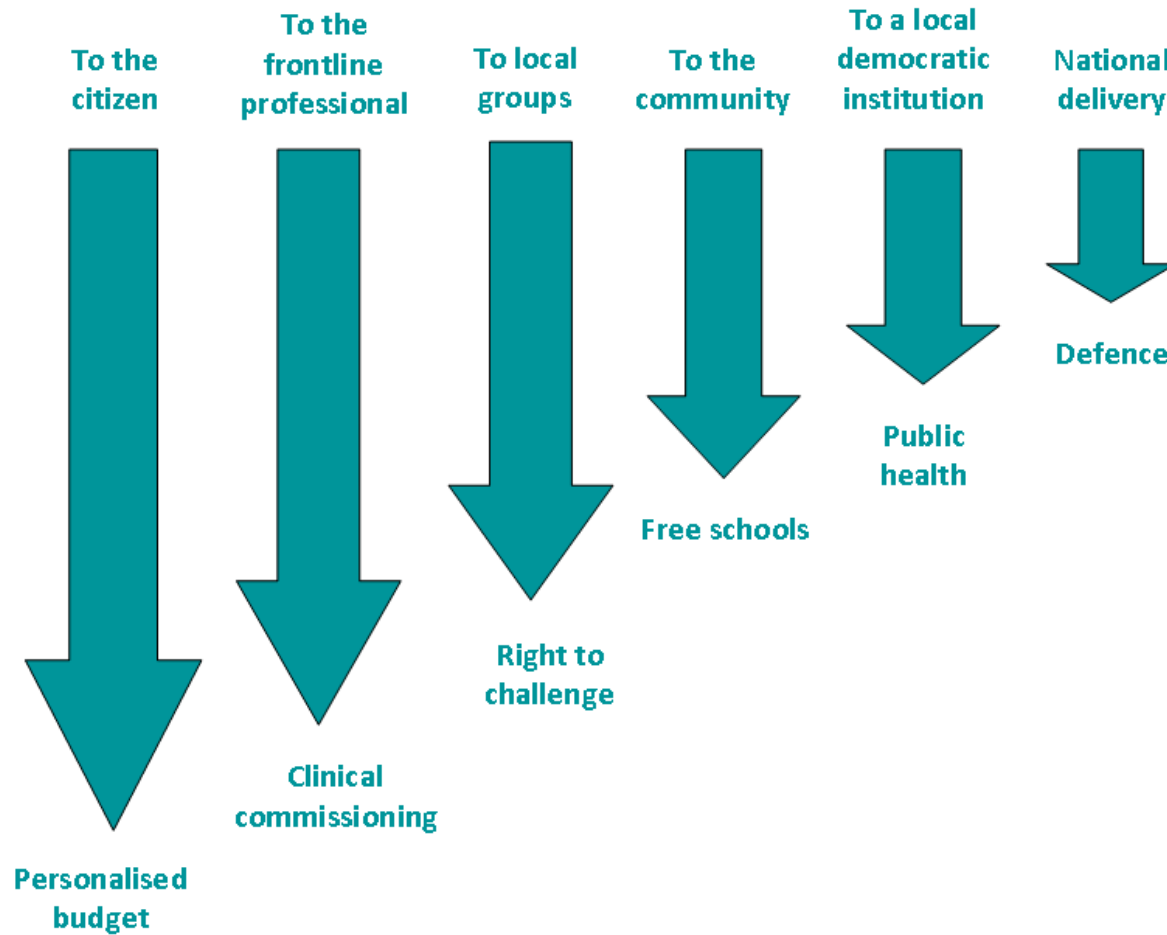 To the
citizen
To the
frontline
professional
To local
groups
To the
community
To a local
democratic
institution
National
delivery
Defence
Public
health
Free schools
Right to
challenge
Clinical
commissioning
Personalised
budget